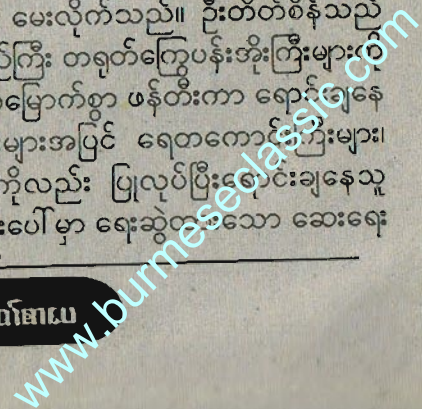 မေးလိုက်သည်။ ဦးတိတ်စိန်သည်
ကြီး တရုတ်ကြွေပန်းအိုးကြီးများကို
မြောက်စွာ ဖန်တီးကာ ရောင်းချနေ
များအပြင် ရေတကောင်းကြီးများ၊
ကိုလည်း ပြုလုပ်ပြီးရောင်းချနေသူ
ပေါ်မှာ ရေးဆွဲထားသော ဆေးရေး
www.burmeseclassic.com